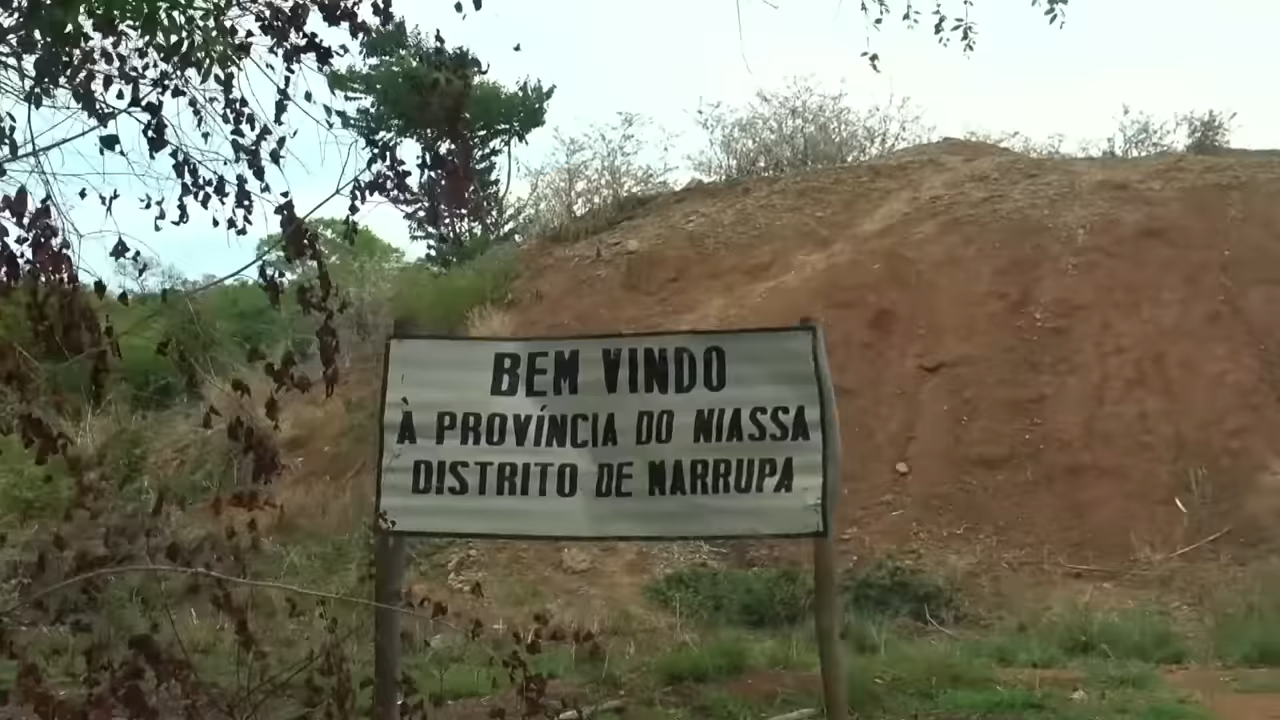 BEM VINDO
À PROVÍNCIA DO NIASSA
DISTRITO DE MARRUPA